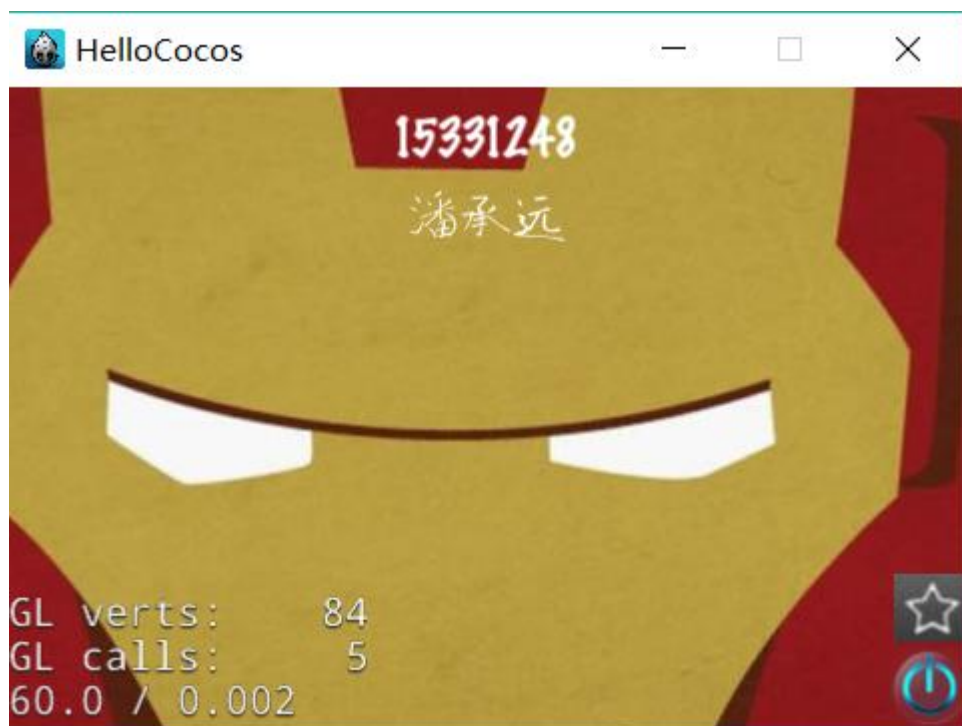 HelloCocos
15331248
潘承远
GL verts: 84
GL calls: 5
60.0 / 0.002